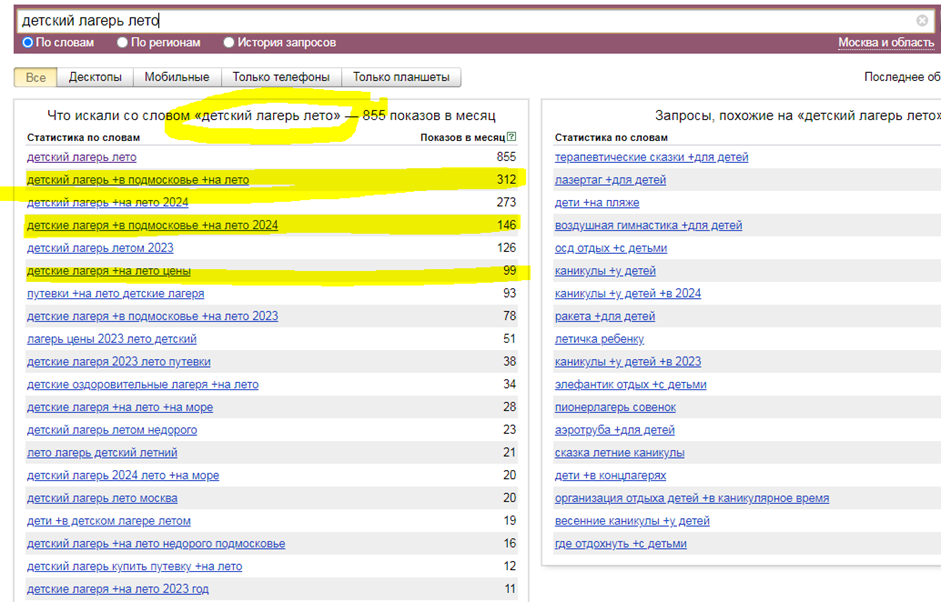 детский лагерь лето
По словам По регионам История запросов Москва и область
Все Десктопы Мобильные Только телефоны Только планшеты Последнее об
Что искали со словом «детский лагерь лето» — 855 показов в месяц
Статистика по словам Показов в месяц ?
детский лагерь лето 855
детский лагерь +в подмосковье +на лето 312
детский лагерь +на лето 2024 273
детские лагеря +в подмосковье +на лето 2024 146
детский лагерь летом 2023 126
детские лагеря +на лето цены 99
путевки +на лето детские лагеря 93
детские лагеря +в подмосковье +на лето 2023 78
лагерь цены 2023 лето детский 51
детские лагеря 2023 лето путевки 38
детские оздоровительные лагеря +на лето 34
детские лагеря +на лето +на море 28
детский лагерь летом недорого 23
лето лагерь детский летний 21
детский лагерь 2024 лето +на море 20
детский лагерь лето москва 20
дети +в детском лагере летом 19
детский лагерь +на лето недорого подмосковье 16
детский лагерь купить путевку +на лето 12
детские лагеря +на лето 2023 год 11
Запросы, похожие на «детский лагерь лето»
Статистика по словам
терапевтические сказки +для детей
лазертаг +для детей
дети +на пляже
воздушная гимнастика +для детей
осд отдых +с детьми
каникулы +у детей
каникулы +у детей +в 2024
ракета +для детей
летичка ребенку
каникулы +у детей +в 2023
элефантик отдых +с детьми
пионерлагерь совенок
аэротруба +для детей
сказка летние каникулы
дети +в концлагерях
организация отдыха детей +в каникулярное время
весенние каникулы +у детей
где отдохнуть +с детьми